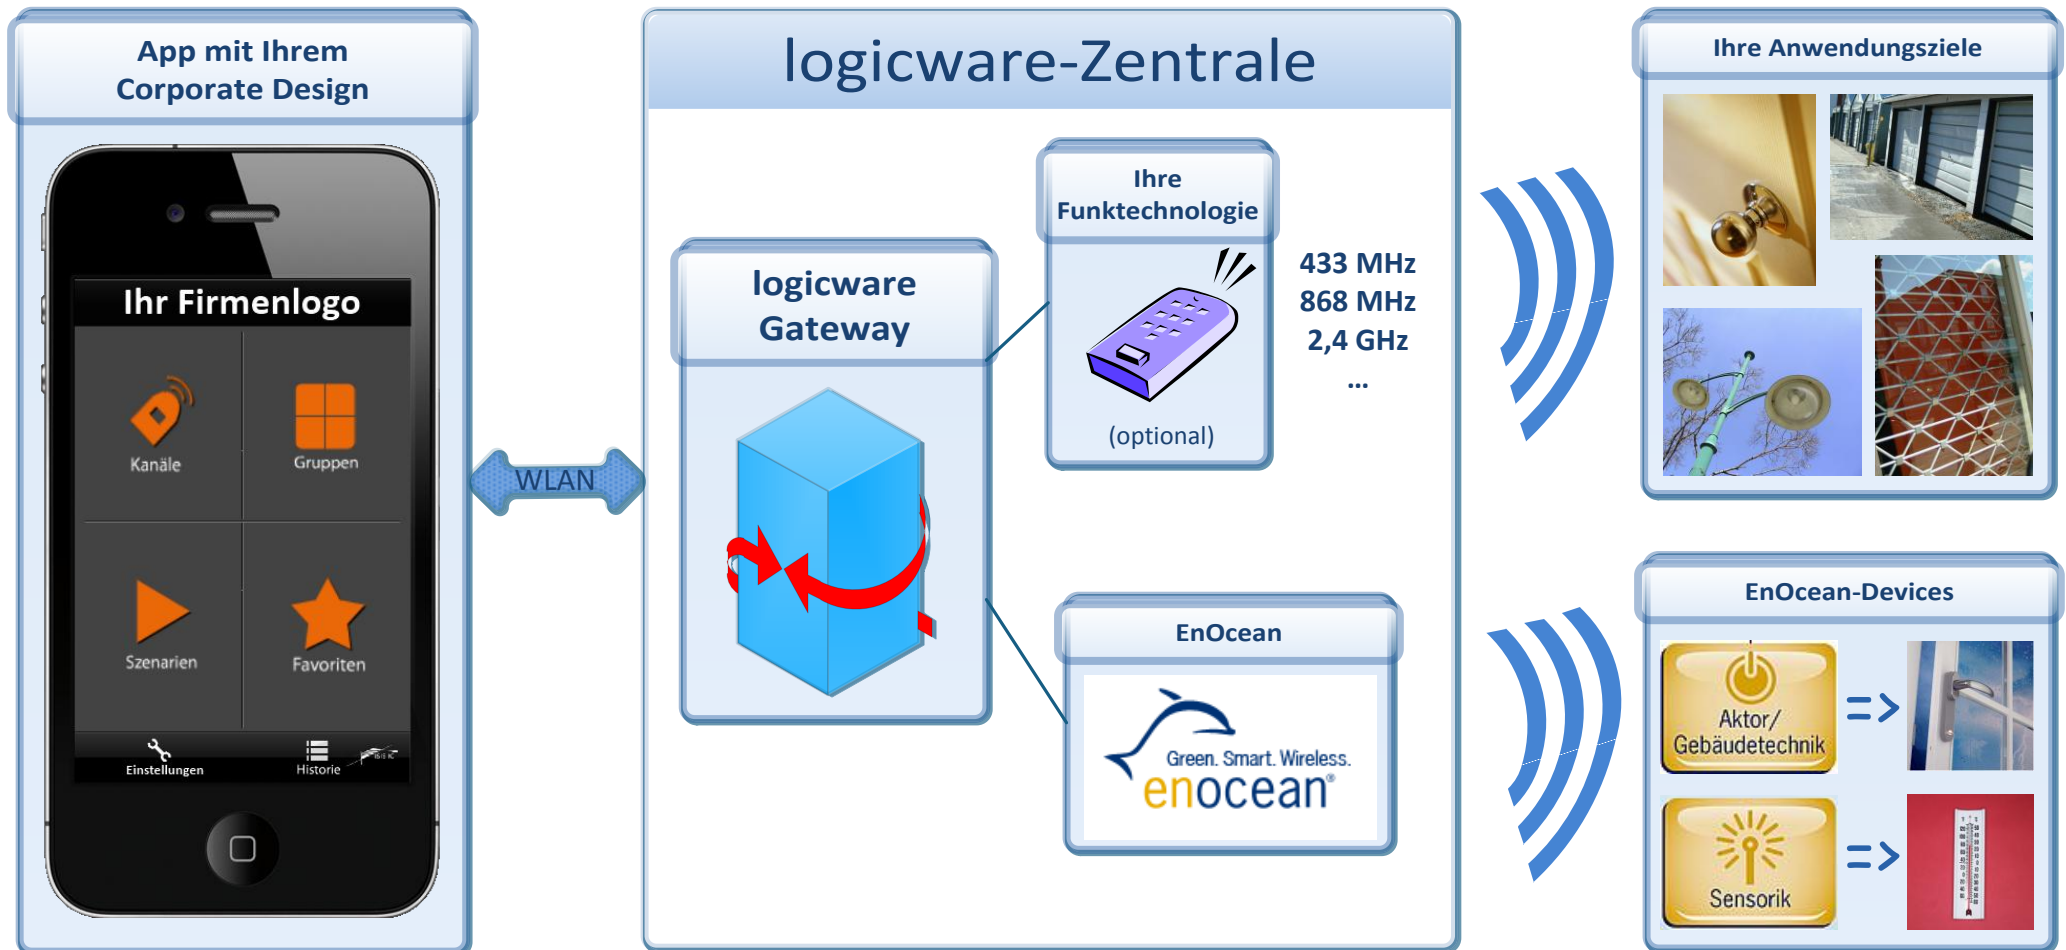 App mit Ihrem
Corporate Design
Ihr Firmenlogo
Kanäle
Gruppen
Szenarien
Favoriten
Einstellungen
Historie
WLAN
logicware-Zentrale
logicware
Gateway
Ihre
Funktechnologie
(optional)
433 MHz
868 MHz
2,4 GHz
...
EnOcean
Green. Smart. Wireless.
enocean®
Ihre Anwendungsziele
EnOcean-Devices
Aktor/
Gebäudetechnik
=>
Sensorik
=>